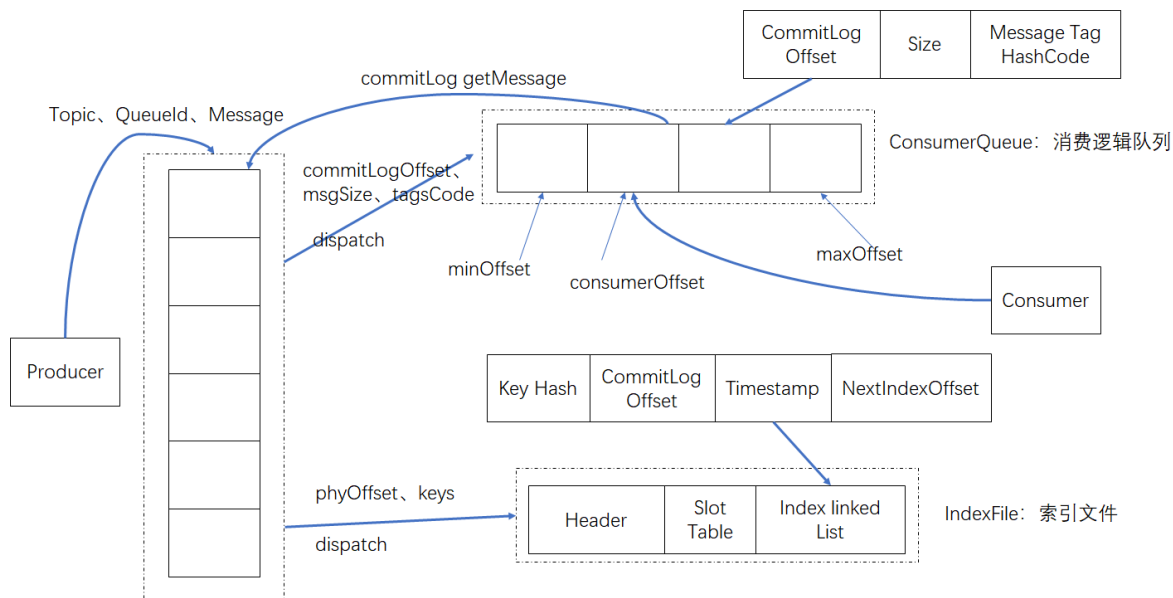 CommitLog
Offset
Size
Message Tag
HashCode
commitLog getMessage
Topic、QueueId、Message
ConsumerQueue：消费逻辑队列
commitLogOffset、
msgSize、tagsCode
dispatch
minOffset
consumerOffset
maxOffset
Consumer
Producer
Key Hash
CommitLog
Offset
Timestamp
NextIndexOffset
phyOffset、keys
dispatch
Header
Slot
Table
Index linked
List
IndexFile：索引文件